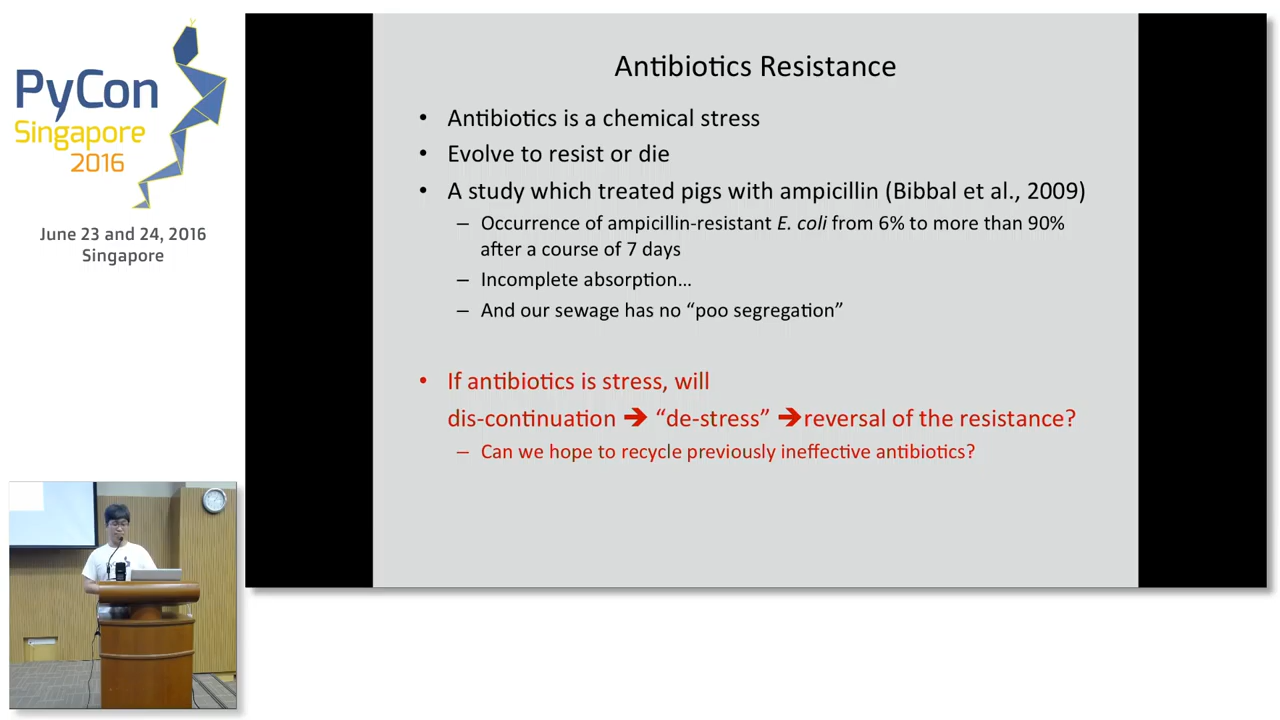 PyCon
Singapore
2016
June 23 and 24, 2016
Singapore
Antibiotics Resistance
• Antibiotics is a chemical stress
• Evolve to resist or die
• A study which treated pigs with ampicillin (Bibbal et al., 2009)
– Occurrence of ampicillin-resistant E. coli from 6% to more than 90%
after a course of 7 days
– Incomplete absorption…
– And our sewage has no “poo segregation”
• If antibiotics is stress, will
dis-continuation ➔ “de-stress” ➔reversal of the resistance?
– Can we hope to recycle previously ineffective antibiotics?